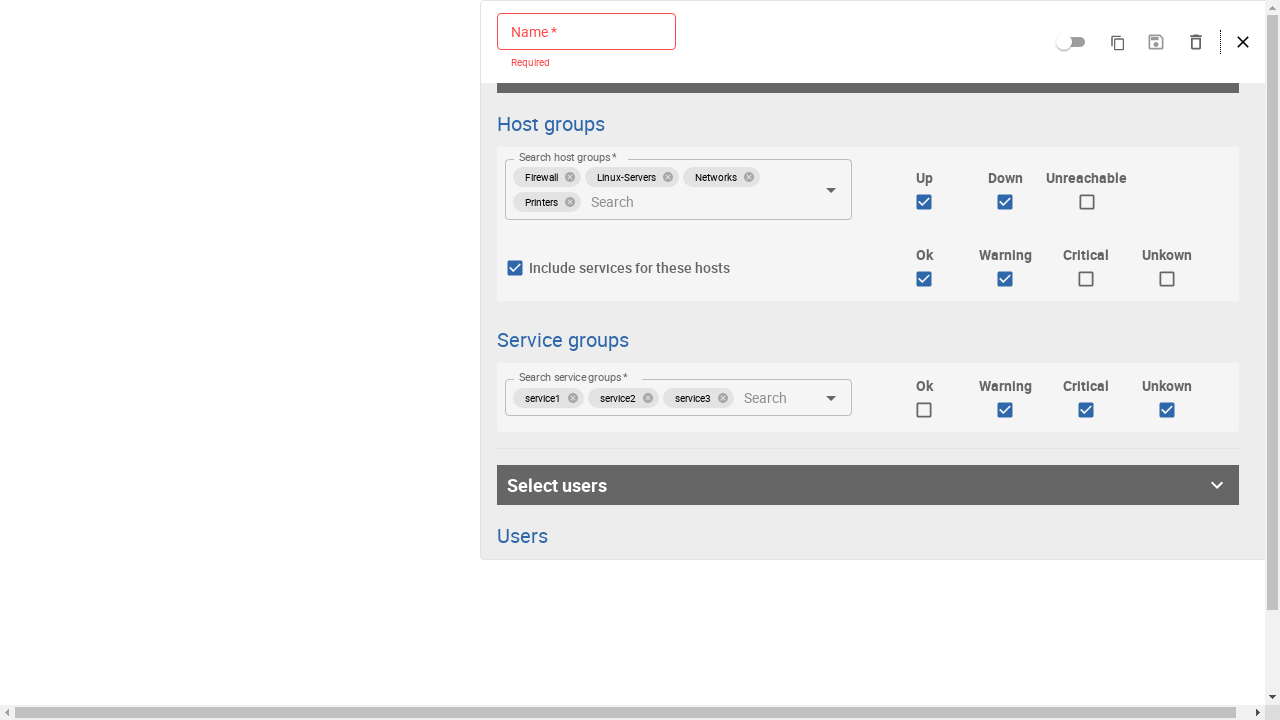 Name *
Required
Host groups
Search host groups *
Firewall Linux-Servers Networks
Printers Search
Up Down Unreachable
Include services for these hosts
Ok Warning Critical Unkown
Service groups
Search service groups *
service1 service2 service3 Search
Ok Warning Critical Unkown
Select users
Users